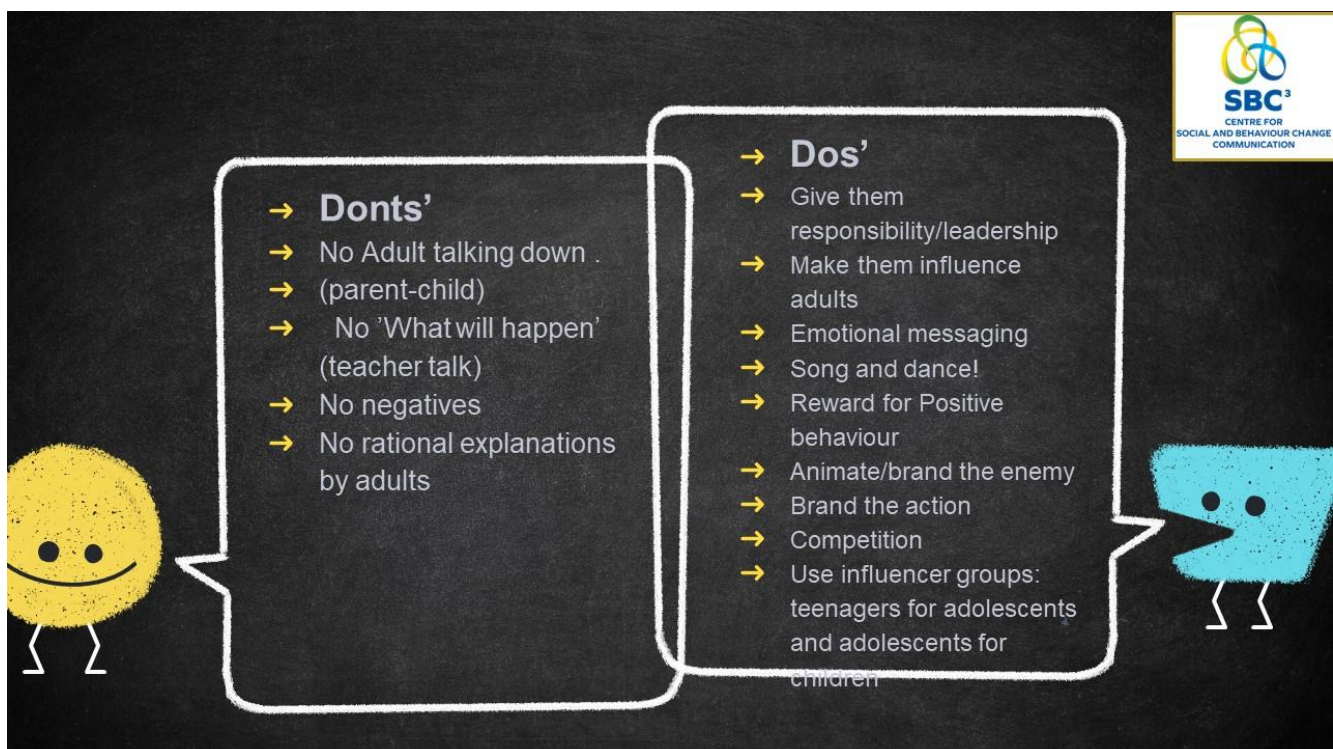 SBC³
CENTRE FOR
SOCIAL AND BEHAVIOUR CHANGE
COMMUNICATION
→ Donts’
→ No Adult talking down .
→ (parent-child)
→ No ’What will happen’
(teacher talk)
→ No negatives
→ No rational explanations
by adults
→ Dos’
→ Give them
responsibility/leadership
→ Make them influence
adults
→ Emotional messaging
→ Song and dance!
→ Reward for Positive
behaviour
→ Animate/brand the enemy
→ Brand the action
→ Competition
→ Use influencer groups:
teenagers for adolescents
and adolescents for
children